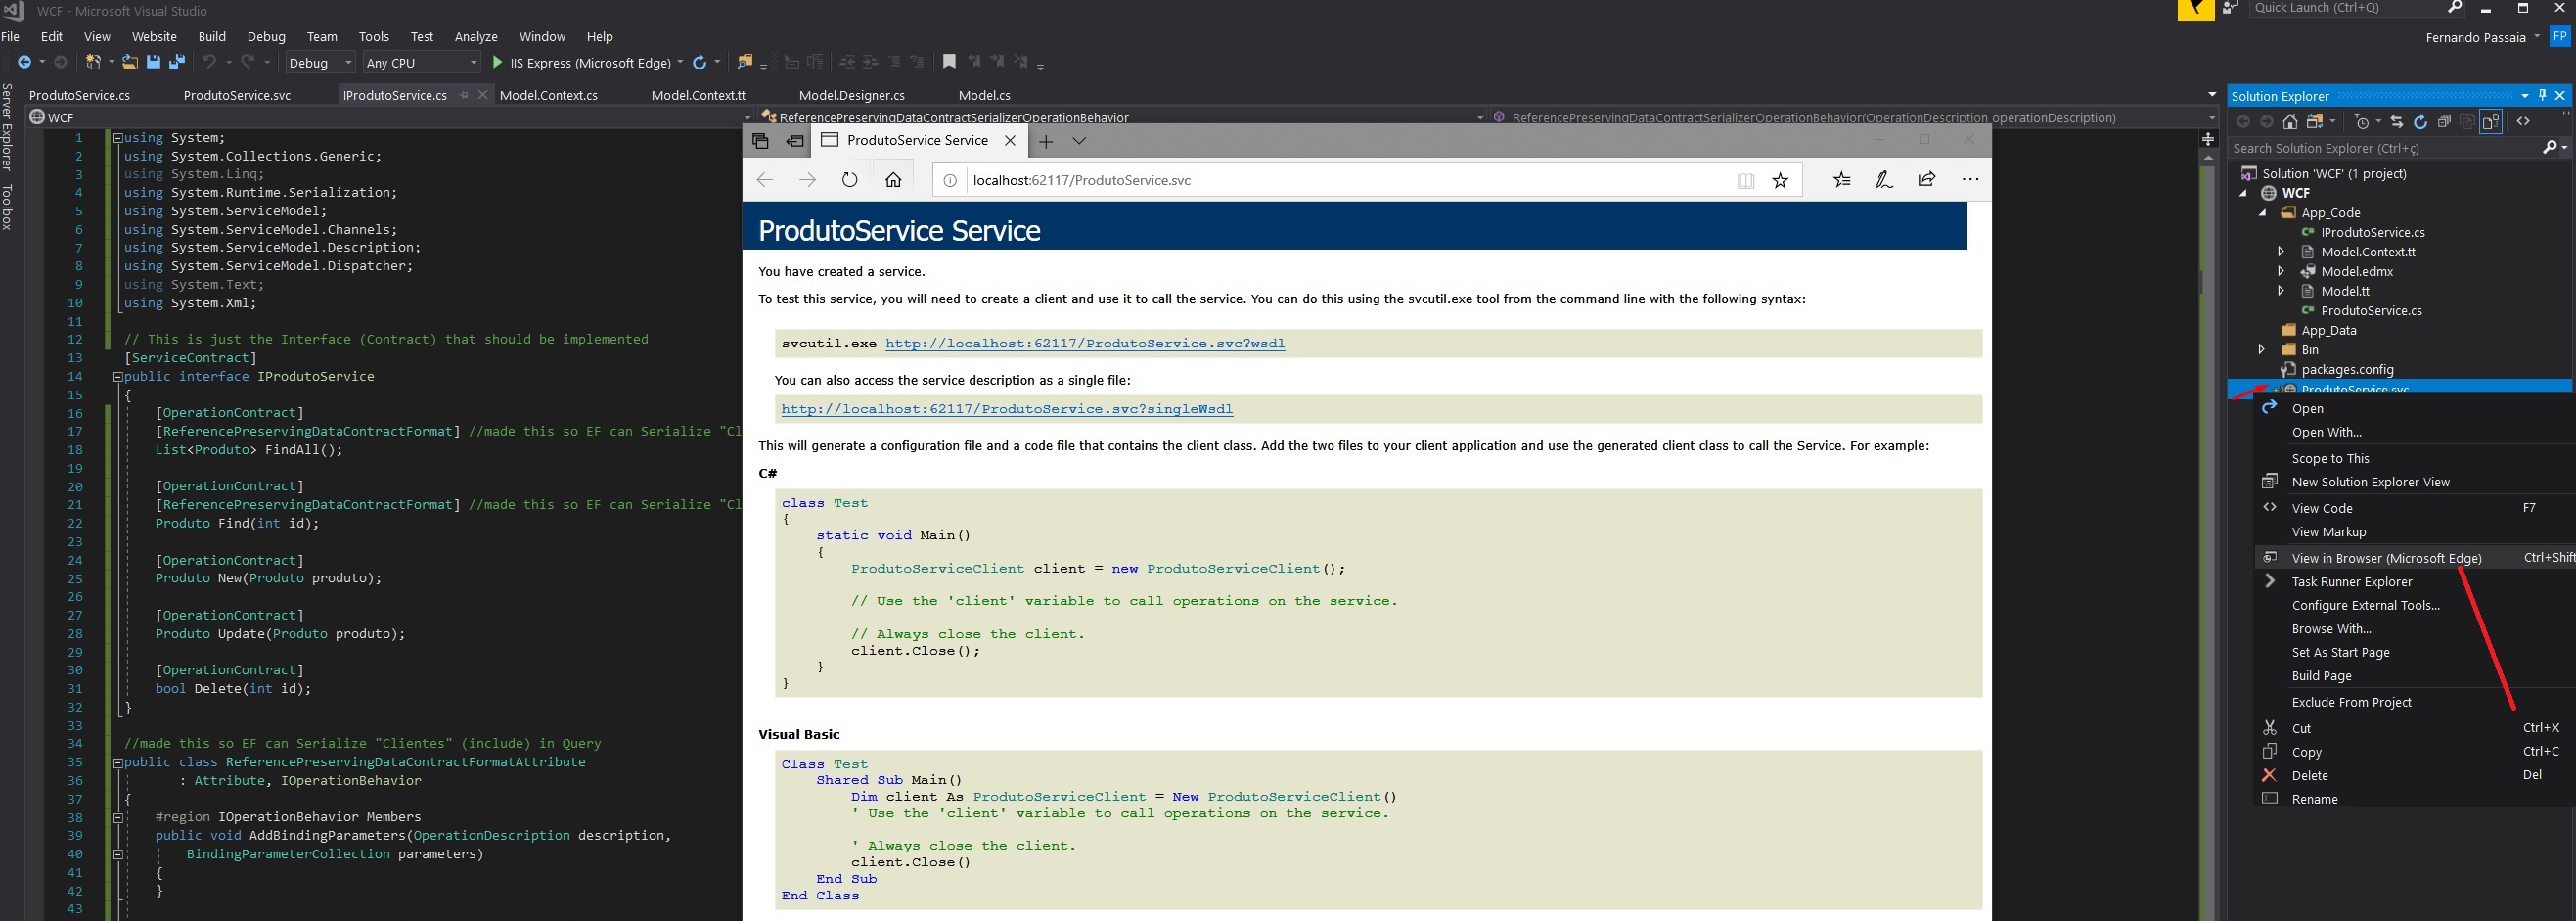 WCF - Microsoft Visual Studio
Quick Launch (Ctrl+Q)
File Edit View Website Build Debug Team Tools Test Analyze Window Help
Fernando Passaia FP
Debug Any CPU IIS Express (Microsoft Edge)
Server Explorer
Toolbox
ProdutoService.cs ProdutoService.svc IProdutoService.cs Model.Context.cs Model.Context.tt Model.Designer.cs Model.cs
WCF ReferencePreservingDataContractSerializerOperationBehavior ReferencePreservingDataContractSerializerOperationBehavior(OperationDescription operationDescription)
1 using System;
2 using System.Collections.Generic;
3 using System.Linq;
4 using System.Runtime.Serialization;
5 using System.ServiceModel;
6 using System.ServiceModel.Channels;
7 using System.ServiceModel.Description;
8 using System.ServiceModel.Dispatcher;
9 using System.Text;
10 using System.Xml;
11
12 // This is just the Interface (Contract) that should be implemented
13 [ServiceContract]
14 public interface IProdutoService
15 {
16 [OperationContract]
17 [ReferencePreservingDataContractFormat] //made this so EF can Serialize "Cl
18 List<Produto> FindAll();
19
20 [OperationContract]
21 [ReferencePreservingDataContractFormat] //made this so EF can Serialize "Cl
22 Produto Find(int id);
23
24 [OperationContract]
25 Produto New(Produto produto);
26
27 [OperationContract]
28 Produto Update(Produto produto);
29
30 [OperationContract]
31 bool Delete(int id);
32 }
33
34 //made this so EF can Serialize "Clientes" (include) in Query
35 public class ReferencePreservingDataContractFormatAttribute
36 : Attribute, IOperationBehavior
37 {
38 #region IOperationBehavior Members
39 public void AddBindingParameters(OperationDescription description,
40 BindingParameterCollection parameters)
41 {
42 }
43
ProdutoService Service
localhost:62117/ProdutoService.svc
ProdutoService Service
You have created a service.
To test this service, you will need to create a client and use it to call the service. You can do this using the svcutil.exe tool from the command line with the following syntax:
svcutil.exe http://localhost:62117/ProdutoService.svc?wsdl
You can also access the service description as a single file:
http://localhost:62117/ProdutoService.svc?singleWsdl
This will generate a configuration file and a code file that contains the client class. Add the two files to your client application and use the generated client class to call the Service. For example:
C#
class Test
{
static void Main()
{
ProdutoServiceClient client = new ProdutoServiceClient();
// Use the 'client' variable to call operations on the service.
// Always close the client.
client.Close();
}
}
Visual Basic
Class Test
Shared Sub Main()
Dim client As ProdutoServiceClient = New ProdutoServiceClient()
' Use the 'client' variable to call operations on the service.
' Always close the client.
client.Close()
End Sub
End Class
Solution Explorer
Search Solution Explorer (Ctrl+ç)
Solution 'WCF' (1 project)
WCF
App_Code
IProdutoService.cs
Model.Context.tt
Model.edmx
Model.tt
ProdutoService.cs
App_Data
Bin
packages.config
ProdutoService.svc
Open
Open With...
Scope to This
New Solution Explorer View
View Code F7
View Markup
View in Browser (Microsoft Edge) Ctrl+Shift
Task Runner Explorer
Configure External Tools...
Browse With...
Set As Start Page
Build Page
Exclude From Project
Cut Ctrl+X
Copy Ctrl+C
Delete Del
Rename